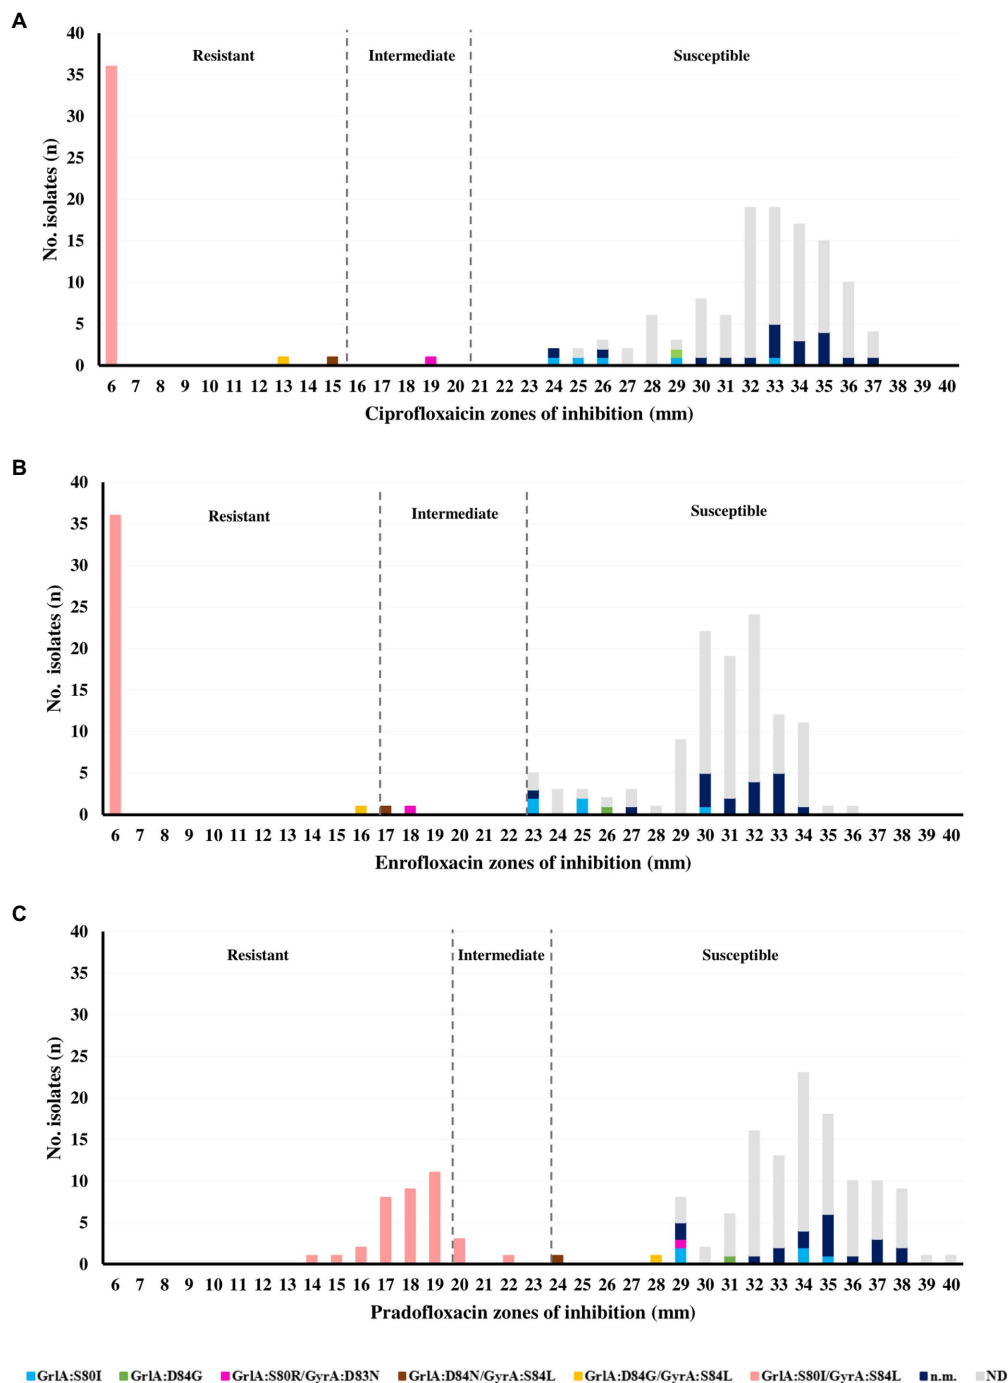 A
40
35
30
25
20
15
10
5
0
No. isolates (n)
Resistant Intermediate Susceptible
6 7 8 9 10 11 12 13 14 15 16 17 18 19 20 21 22 23 24 25 26 27 28 29 30 31 32 33 34 35 36 37 38 39 40
Ciprofloxaicin zones of inhibition (mm)
B
40
35
30
25
20
15
10
5
0
No. isolates (n)
Resistant Intermediate Susceptible
6 7 8 9 10 11 12 13 14 15 16 17 18 19 20 21 22 23 24 25 26 27 28 29 30 31 32 33 34 35 36 37 38 39 40
Enrofloxacin zones of inhibition (mm)
C
40
35
30
25
20
15
10
5
0
No. isolates (n)
Resistant Intermediate Susceptible
6 7 8 9 10 11 12 13 14 15 16 17 18 19 20 21 22 23 24 25 26 27 28 29 30 31 32 33 34 35 36 37 38 39 40
Pradofloxacin zones of inhibition (mm)
GrlA:S80I GrlA:D84G GrlA:S80R/GyrA:D83N GrlA:D84N/GyrA:S84L GrlA:D84G/GyrA:S84L GrlA:S80I/GyrA:S84L n.m. ND